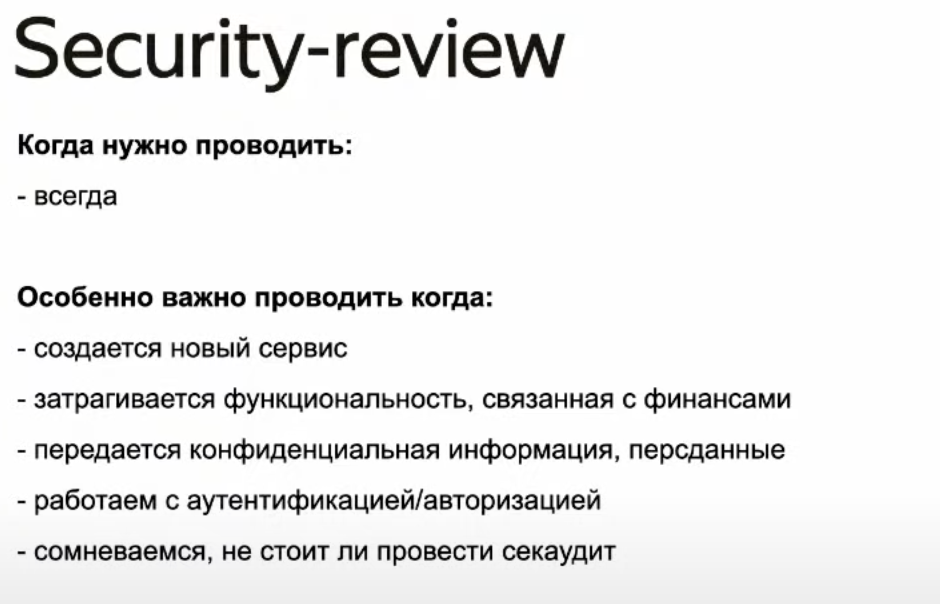 Security-review
Когда нужно проводить:
- всегда
Особенно важно проводить когда:
- создается новый сервис
- затрагивается функциональность, связанная с финансами
- передается конфиденциальная информация, персданные
- работаем с аутентификацией/авторизацией
- сомневаемся, не стоит ли провести секаудит